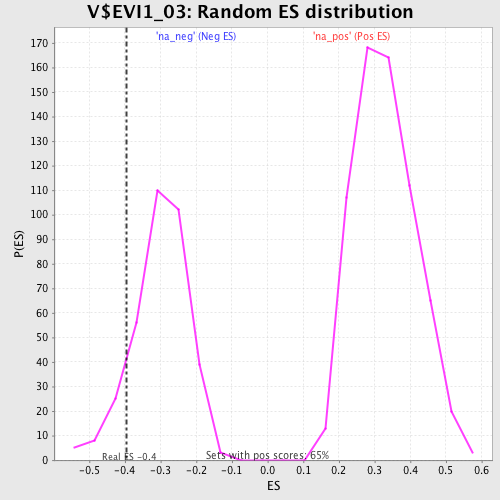 V$EVI1_03: Random ES distribution
'na_neg' (Neg ES) 'na_pos' (Pos ES)
170
160
150
140
130
120
110
100
90
80
70
60
50
40
30
20
10
0
P(ES)
Real ES -0.4
Sets with pos scores: 65%
-0.5 -0.4 -0.3 -0.2 -0.1 0.0 0.1 0.2 0.3 0.4 0.5 0.6
ES